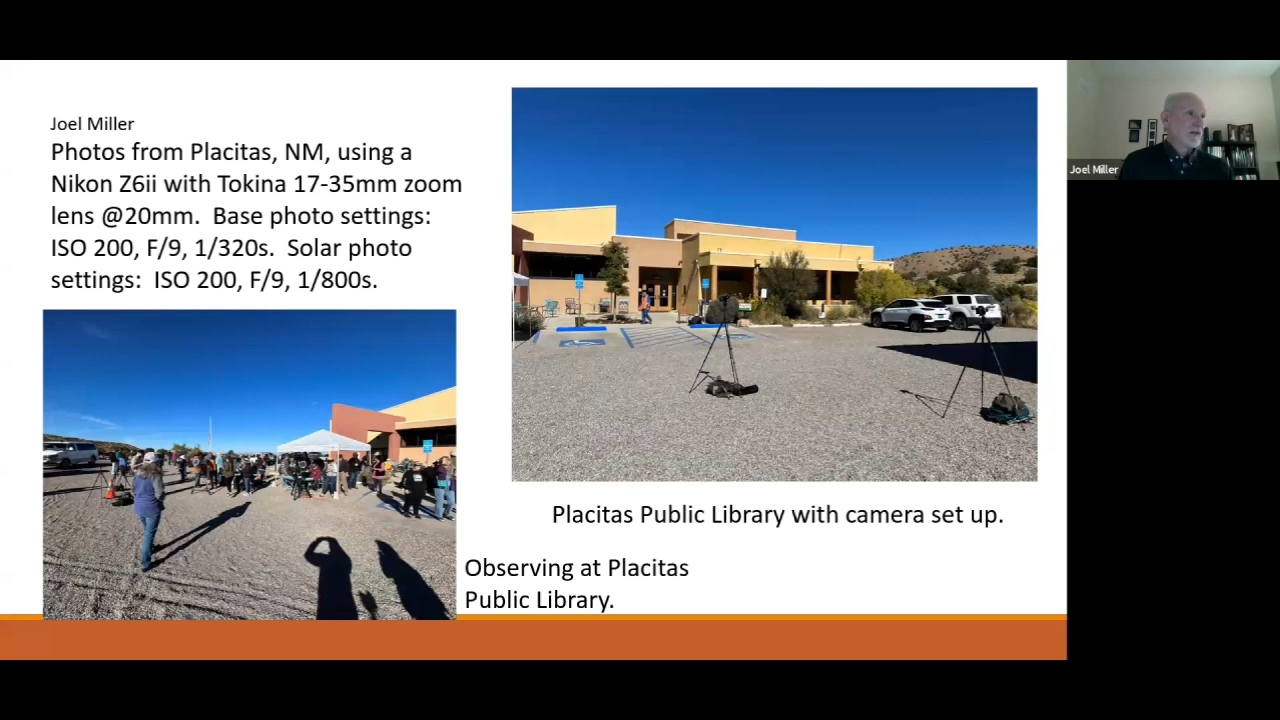 Joel Miller
Photos from Placitas, NM, using a
Nikon Z6ii with Tokina 17-35mm zoom
lens @20mm.  Base photo settings:
ISO 200, F/9, 1/320s.  Solar photo
settings:  ISO 200, F/9, 1/800s.
Placitas Public Library with camera set up.
Observing at Placitas
Public Library.
Joel Miller